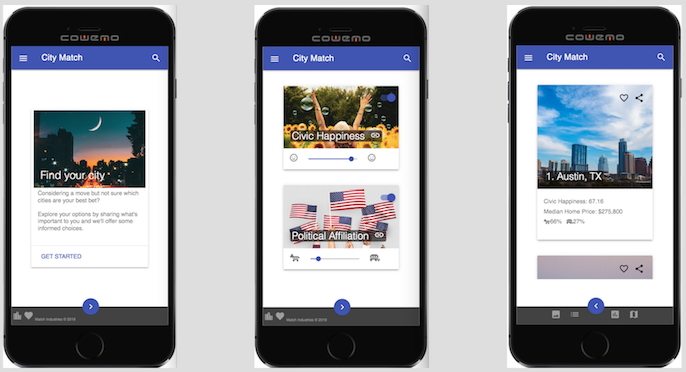 COWEMO
City Match
Find your city
Considering a move but not sure which
cities are your best bet?
Explore your options by sharing what's
important to you and we'll offer some
informed choices.
GET STARTED
Match Industries © 2019
COWEMO
City Match
Civic Happiness
Political Affiliation
Match Industries © 2019
COWEMO
City Match
1. Austin, TX
Civic Happiness: 67.16
Median Home Price: $275,800
66% 27%